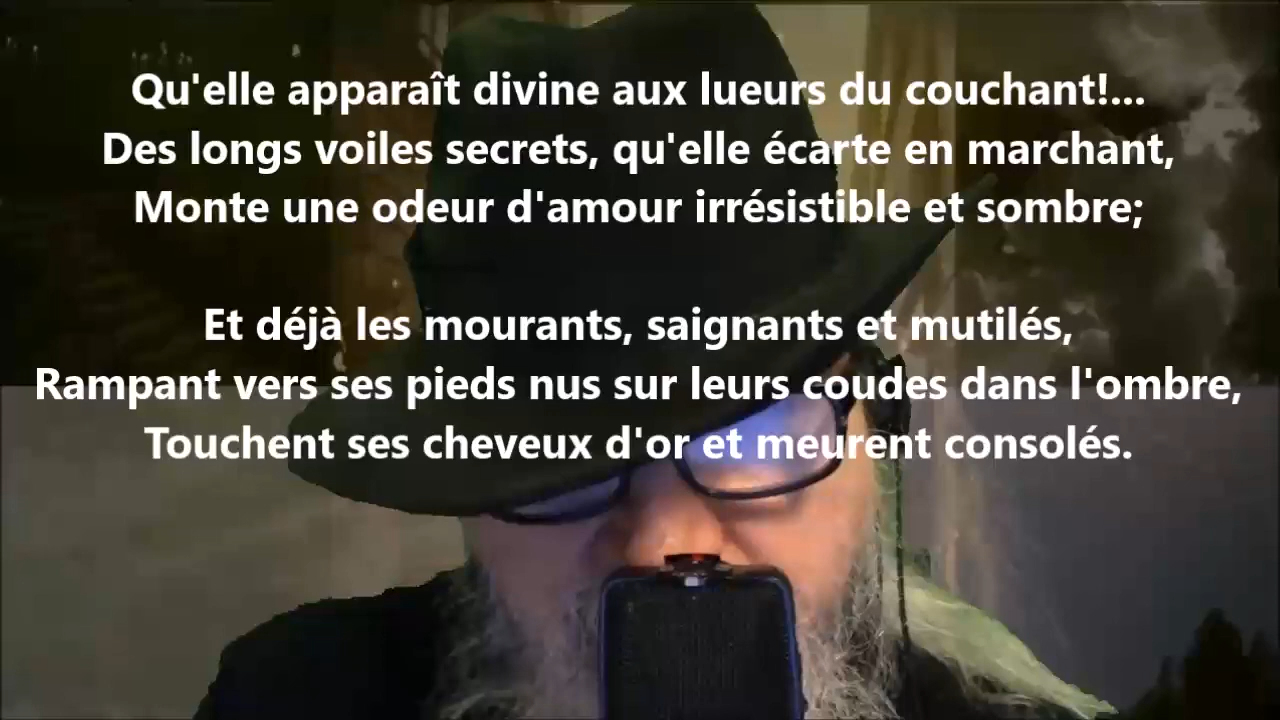 Qu'elle apparaît divine aux lueurs du couchant!...
Des longs voiles secrets, qu'elle écarte en marchant,
Monte une odeur d'amour irrésistible et sombre;
Et déjà les mourants, saignants et mutilés,
Rampant vers ses pieds nus sur leurs coudes dans l'ombre,
Touchent ses cheveux d'or et meurent consolés.